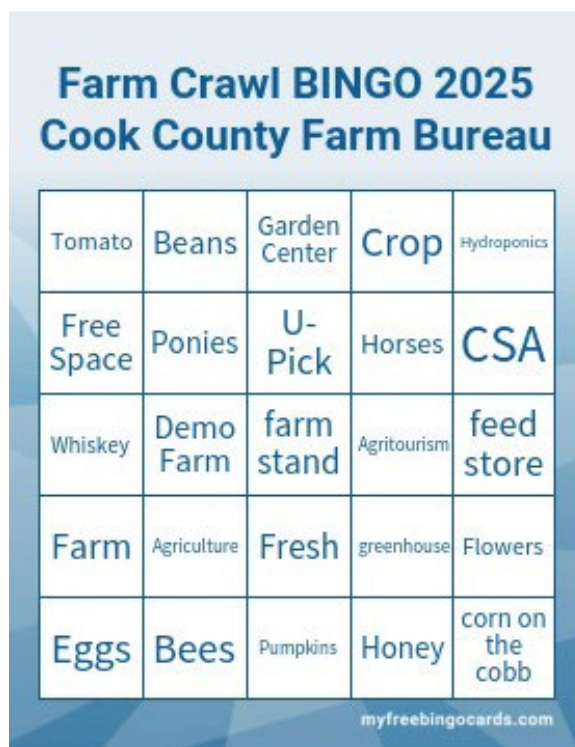 Farm Crawl BINGO 2025
Cook County Farm Bureau
Tomato
Beans
Garden
Center
Crop
Hydroponics
Free
Space
Ponies
U-
Pick
Horses
CSA
Whiskey
Demo
Farm
farm
stand
Agritourism
feed
store
Farm
Agriculture
Fresh
greenhouse
Flowers
Eggs
Bees
Pumpkins
Honey
corn on
the
cobb
myfreebingocards.com